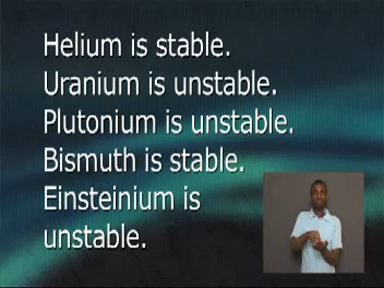 Helium is stable.
Uranium is unstable.
Plutonium is unstable.
Bismuth is stable.
Einsteinium is
unstable.